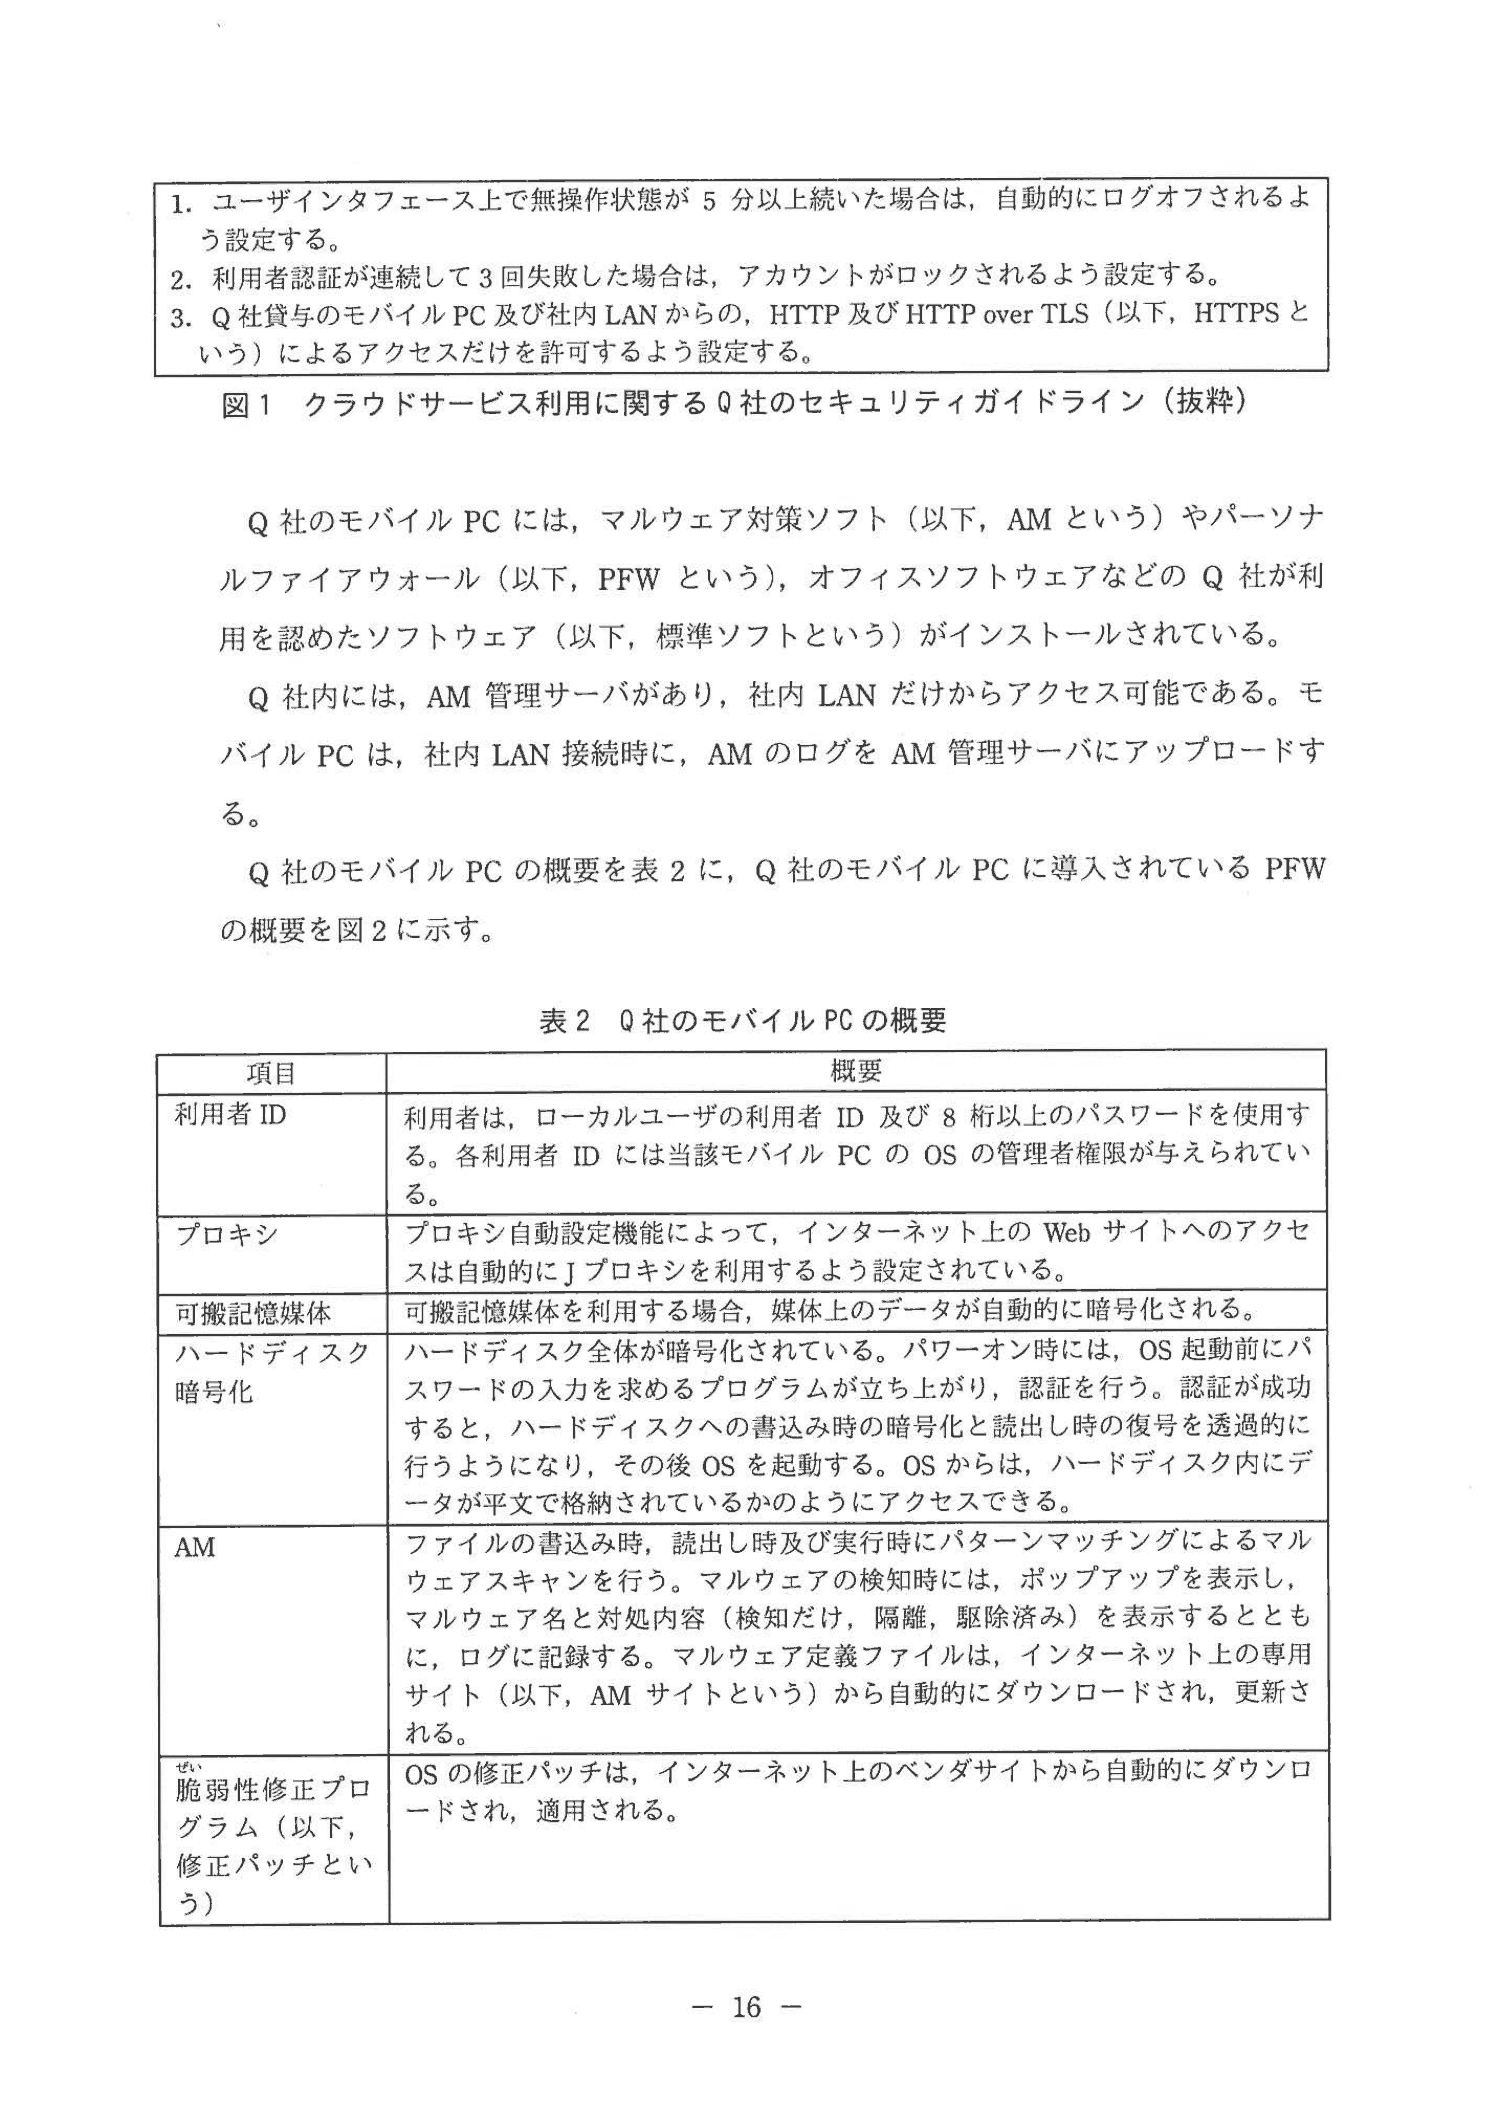 1. ユーザインタフェース上で無操作状態が 5 分以上続いた場合は，自動的にログオフされるよ
う設定する。
2. 利用者認証が連続して 3 回失敗した場合は，アカウントがロックされるよう設定する。
3. Q 社貸与のモバイル PC 及び社内 LAN からの，HTTP 及び HTTP over TLS（以下，HTTPS と
いう）によるアクセスだけを許可するよう設定する。
図 1　クラウドサービス利用に関する Q 社のセキュリティガイドライン（抜粋）
Q 社のモバイル PC には，マルウェア対策ソフト（以下，AM という）やパーソナ
ルファイアウォール（以下，PFW という），オフィスソフトウェアなどの Q 社が利
用を認めたソフトウェア（以下，標準ソフトという）がインストールされている。
Q 社内には，AM 管理サーバがあり，社内 LAN だけからアクセス可能である。モ
バイル PC は，社内 LAN 接続時に，AM のログを AM 管理サーバにアップロードす
る。
Q 社のモバイル PC の概要を表 2 に，Q 社のモバイル PC に導入されている PFW
の概要を図 2 に示す。
表 2　Q 社のモバイル PC の概要
項目　概要
利用者 ID
利用者は，ローカルユーザの利用者 ID 及び 8 桁以上のパスワードを使用す
る。各利用者 ID には当該モバイル PC の OS の管理者権限が与えられてい
る。
プロキシ
プロキシ自動設定機能によって，インターネット上の Web サイトへのアクセ
スは自動的に J プロキシを利用するよう設定されている。
可搬記憶媒体
可搬記憶媒体を利用する場合，媒体上のデータが自動的に暗号化される。
ハードディスク
暗号化
ハードディスク全体が暗号化されている。パワーオン時には，OS 起動前にパ
スワードの入力を求めるプログラムが立ち上がり，認証を行う。認証が成功
すると，ハードディスクへの書込み時の暗号化と読出し時の復号を透過的に
行うようになり，その後 OS を起動する。OS からは，ハードディスク内にデ
ータが平文で格納されているかのようにアクセスできる。
AM
ファイルの書込み時，読出し時及び実行時にパターンマッチングによるマル
ウェアスキャンを行う。マルウェアの検知時には，ポップアップを表示し，
マルウェア名と対処内容（検知だけ，隔離，駆除済み）を表示するととも
に，ログに記録する。マルウェア定義ファイルは，インターネット上の専用
サイト（以下，AM サイトという）から自動的にダウンロードされ，更新さ
れる。
ぜい
脆弱性修正プロ
グラム（以下，
修正パッチとい
う）
OS の修正パッチは，インターネット上のベンダサイトから自動的にダウンロ
ードされ，適用される。
－ 16 －